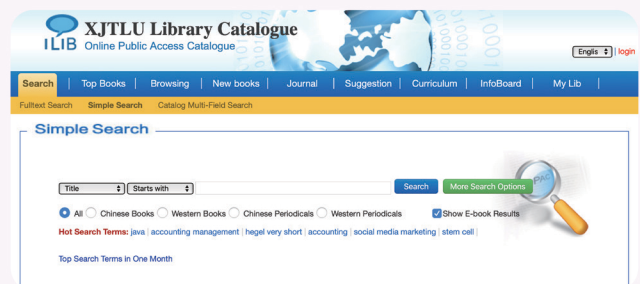 XJTLU Library Catalogue
ILIB Online Public Access Catalogue
Englis | login
Search | Top Books | Browsing | New books | Journal | Suggestion | Curriculum | InfoBoard | My Lib |
Fulltext Search Simple Search Catalog Multi-Field Search
Simple Search
Title Starts with Search More Search Options
All Chinese Books Western Books Chinese Periodicals Western Periodicals Show E-book Results
Hot Search Terms: java | accounting management | hegel very short | accounting | social media marketing | stem cell |
Top Search Terms in One Month